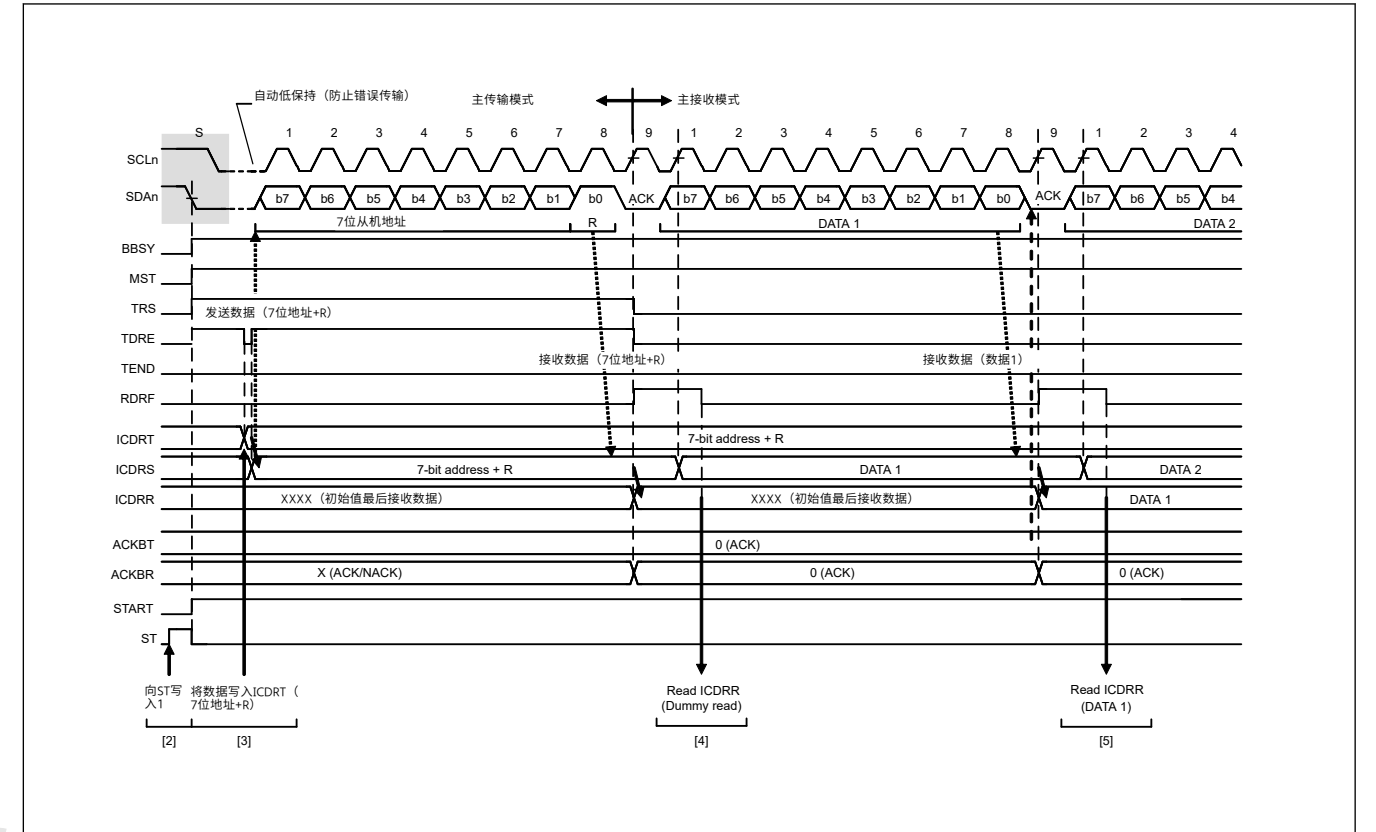 自动低保持（防止错误传输）
主传输模式
主接收模式
S 1 2 3 4 5 6 7 8 9 1 2 3 4 5 6 7 8 9 1 2 3 4
SCLn
SDAn b7 b6 b5 b4 b3 b2 b1 b0 ACK b7 b6 b5 b4 b3 b2 b1 b0 ACK b7 b6 b5 b4
7位从机地址 R DATA 1 DATA 2
BBSY
MST
TRS
发送数据（7位地址+R）
TDRE
接收数据（7位地址+R） 接收数据（数据1）
TEND
RDRF
ICDRT 7-bit address + R
ICDRS 7-bit address + R DATA 1 DATA 2
ICDRR XXXX（初始值最后接收数据） XXXX（初始值最后接收数据） DATA 1
ACKBT 0 (ACK)
ACKBR X (ACK/NACK) 0 (ACK) 0 (ACK)
START
ST
向ST写
入1
将数据写入ICDRT（
7位地址+R）
Read ICDRR
(Dummy read)
Read ICDRR
(DATA 1)
[2] [3] [4] [5]